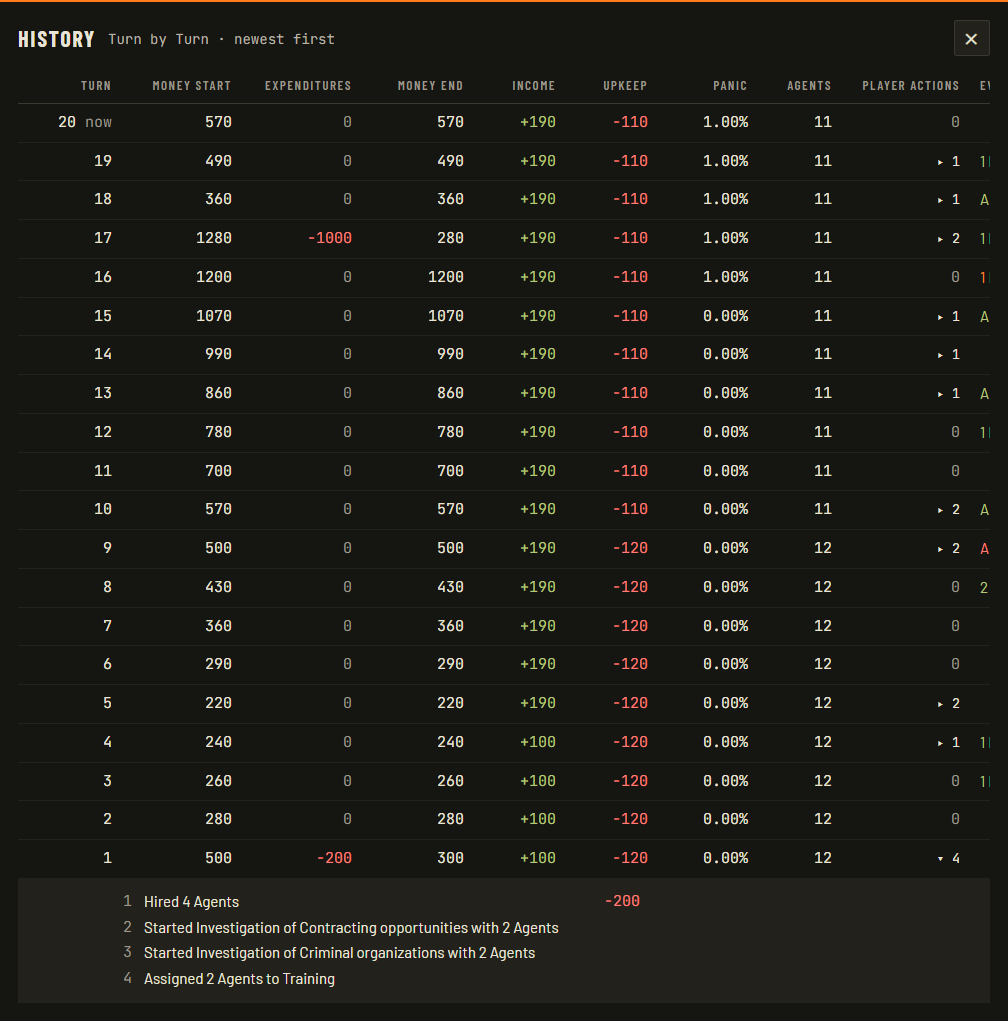 HISTORY Turn by Turn · newest first ✕
TURN MONEY START EXPENDITURES MONEY END INCOME UPKEEP PANIC AGENTS PLAYER ACTIONS
20 now 570 0 570 +190 -110 1.00% 11 0
19 490 0 490 +190 -110 1.00% 11 ▸ 1
18 360 0 360 +190 -110 1.00% 11 ▸ 1 A
17 1280 -1000 280 +190 -110 1.00% 11 ▸ 2
16 1200 0 1200 +190 -110 1.00% 11 0
15 1070 0 1070 +190 -110 0.00% 11 ▸ 1 A
14 990 0 990 +190 -110 0.00% 11 ▸ 1
13 860 0 860 +190 -110 0.00% 11 ▸ 1 A
12 780 0 780 +190 -110 0.00% 11 0
11 700 0 700 +190 -110 0.00% 11 0
10 570 0 570 +190 -110 0.00% 11 ▸ 2 A
9 500 0 500 +190 -120 0.00% 12 ▸ 2 A
8 430 0 430 +190 -120 0.00% 12 0 2
7 360 0 360 +190 -120 0.00% 12 0
6 290 0 290 +190 -120 0.00% 12 0
5 220 0 220 +190 -120 0.00% 12 ▸ 2
4 240 0 240 +100 -120 0.00% 12 ▸ 1
3 260 0 260 +100 -120 0.00% 12 0
2 280 0 280 +100 -120 0.00% 12 0
1 500 -200 300 +100 -120 0.00% 12 ▾ 4
1 Hired 4 Agents -200
2 Started Investigation of Contracting opportunities with 2 Agents
3 Started Investigation of Criminal organizations with 2 Agents
4 Assigned 2 Agents to Training